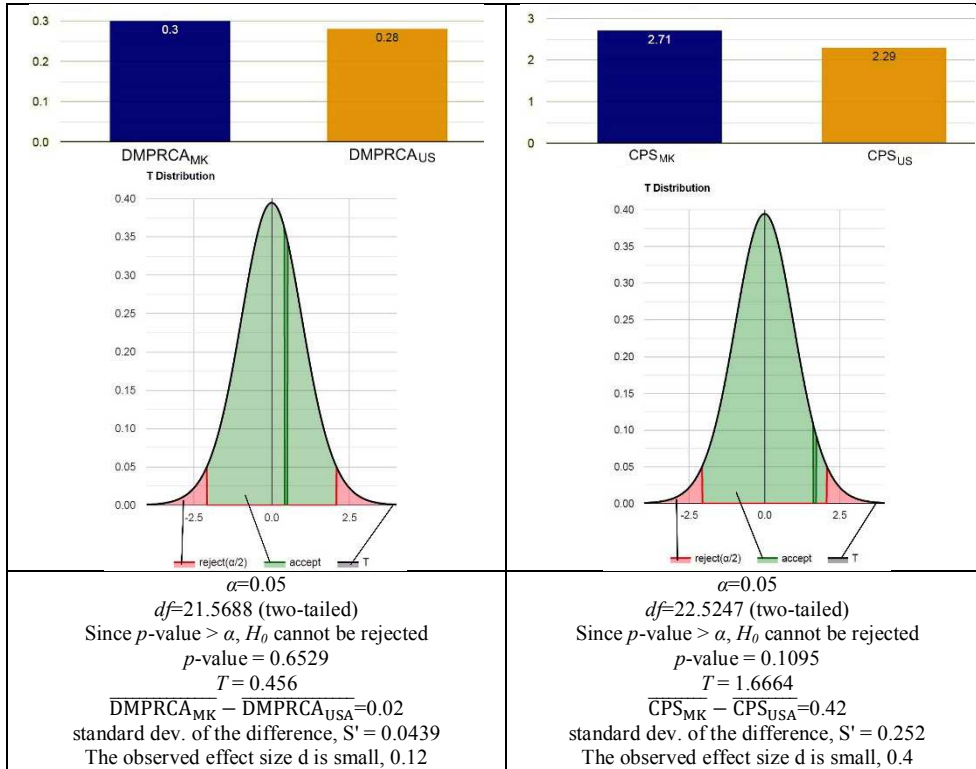 0.3
0.3
0.28
0.2
0.1
0.0
DMPRCA_MK DMPRCA_US
T Distribution
0.40
0.35
0.30
0.25
0.20
0.15
0.10
0.05
0.00
-2.5 0.0 2.5
reject(α/2) accept T
α=0.05
df=21.5688 (two-tailed)
Since p-value > α, H₀ cannot be rejected
p-value = 0.6529
T = 0.456
D̅M̅P̅R̅C̅A̅_M̅K̅ − D̅M̅P̅R̅C̅A̅_U̅S̅A̅=0.02
standard dev. of the difference, S' = 0.0439
The observed effect size d is small, 0.12
3
2.71
2.29
2
1
0
CPS_MK CPS_US
T Distribution
0.40
0.35
0.30
0.25
0.20
0.15
0.10
0.05
0.00
-2.5 0.0 2.5
reject(α/2) accept T
α=0.05
df=22.5247 (two-tailed)
Since p-value > α, H₀ cannot be rejected
p-value = 0.1095
T = 1.6664
C̅P̅S̅_M̅K̅ − C̅P̅S̅_U̅S̅A̅=0.42
standard dev. of the difference, S' = 0.252
The observed effect size d is small, 0.4